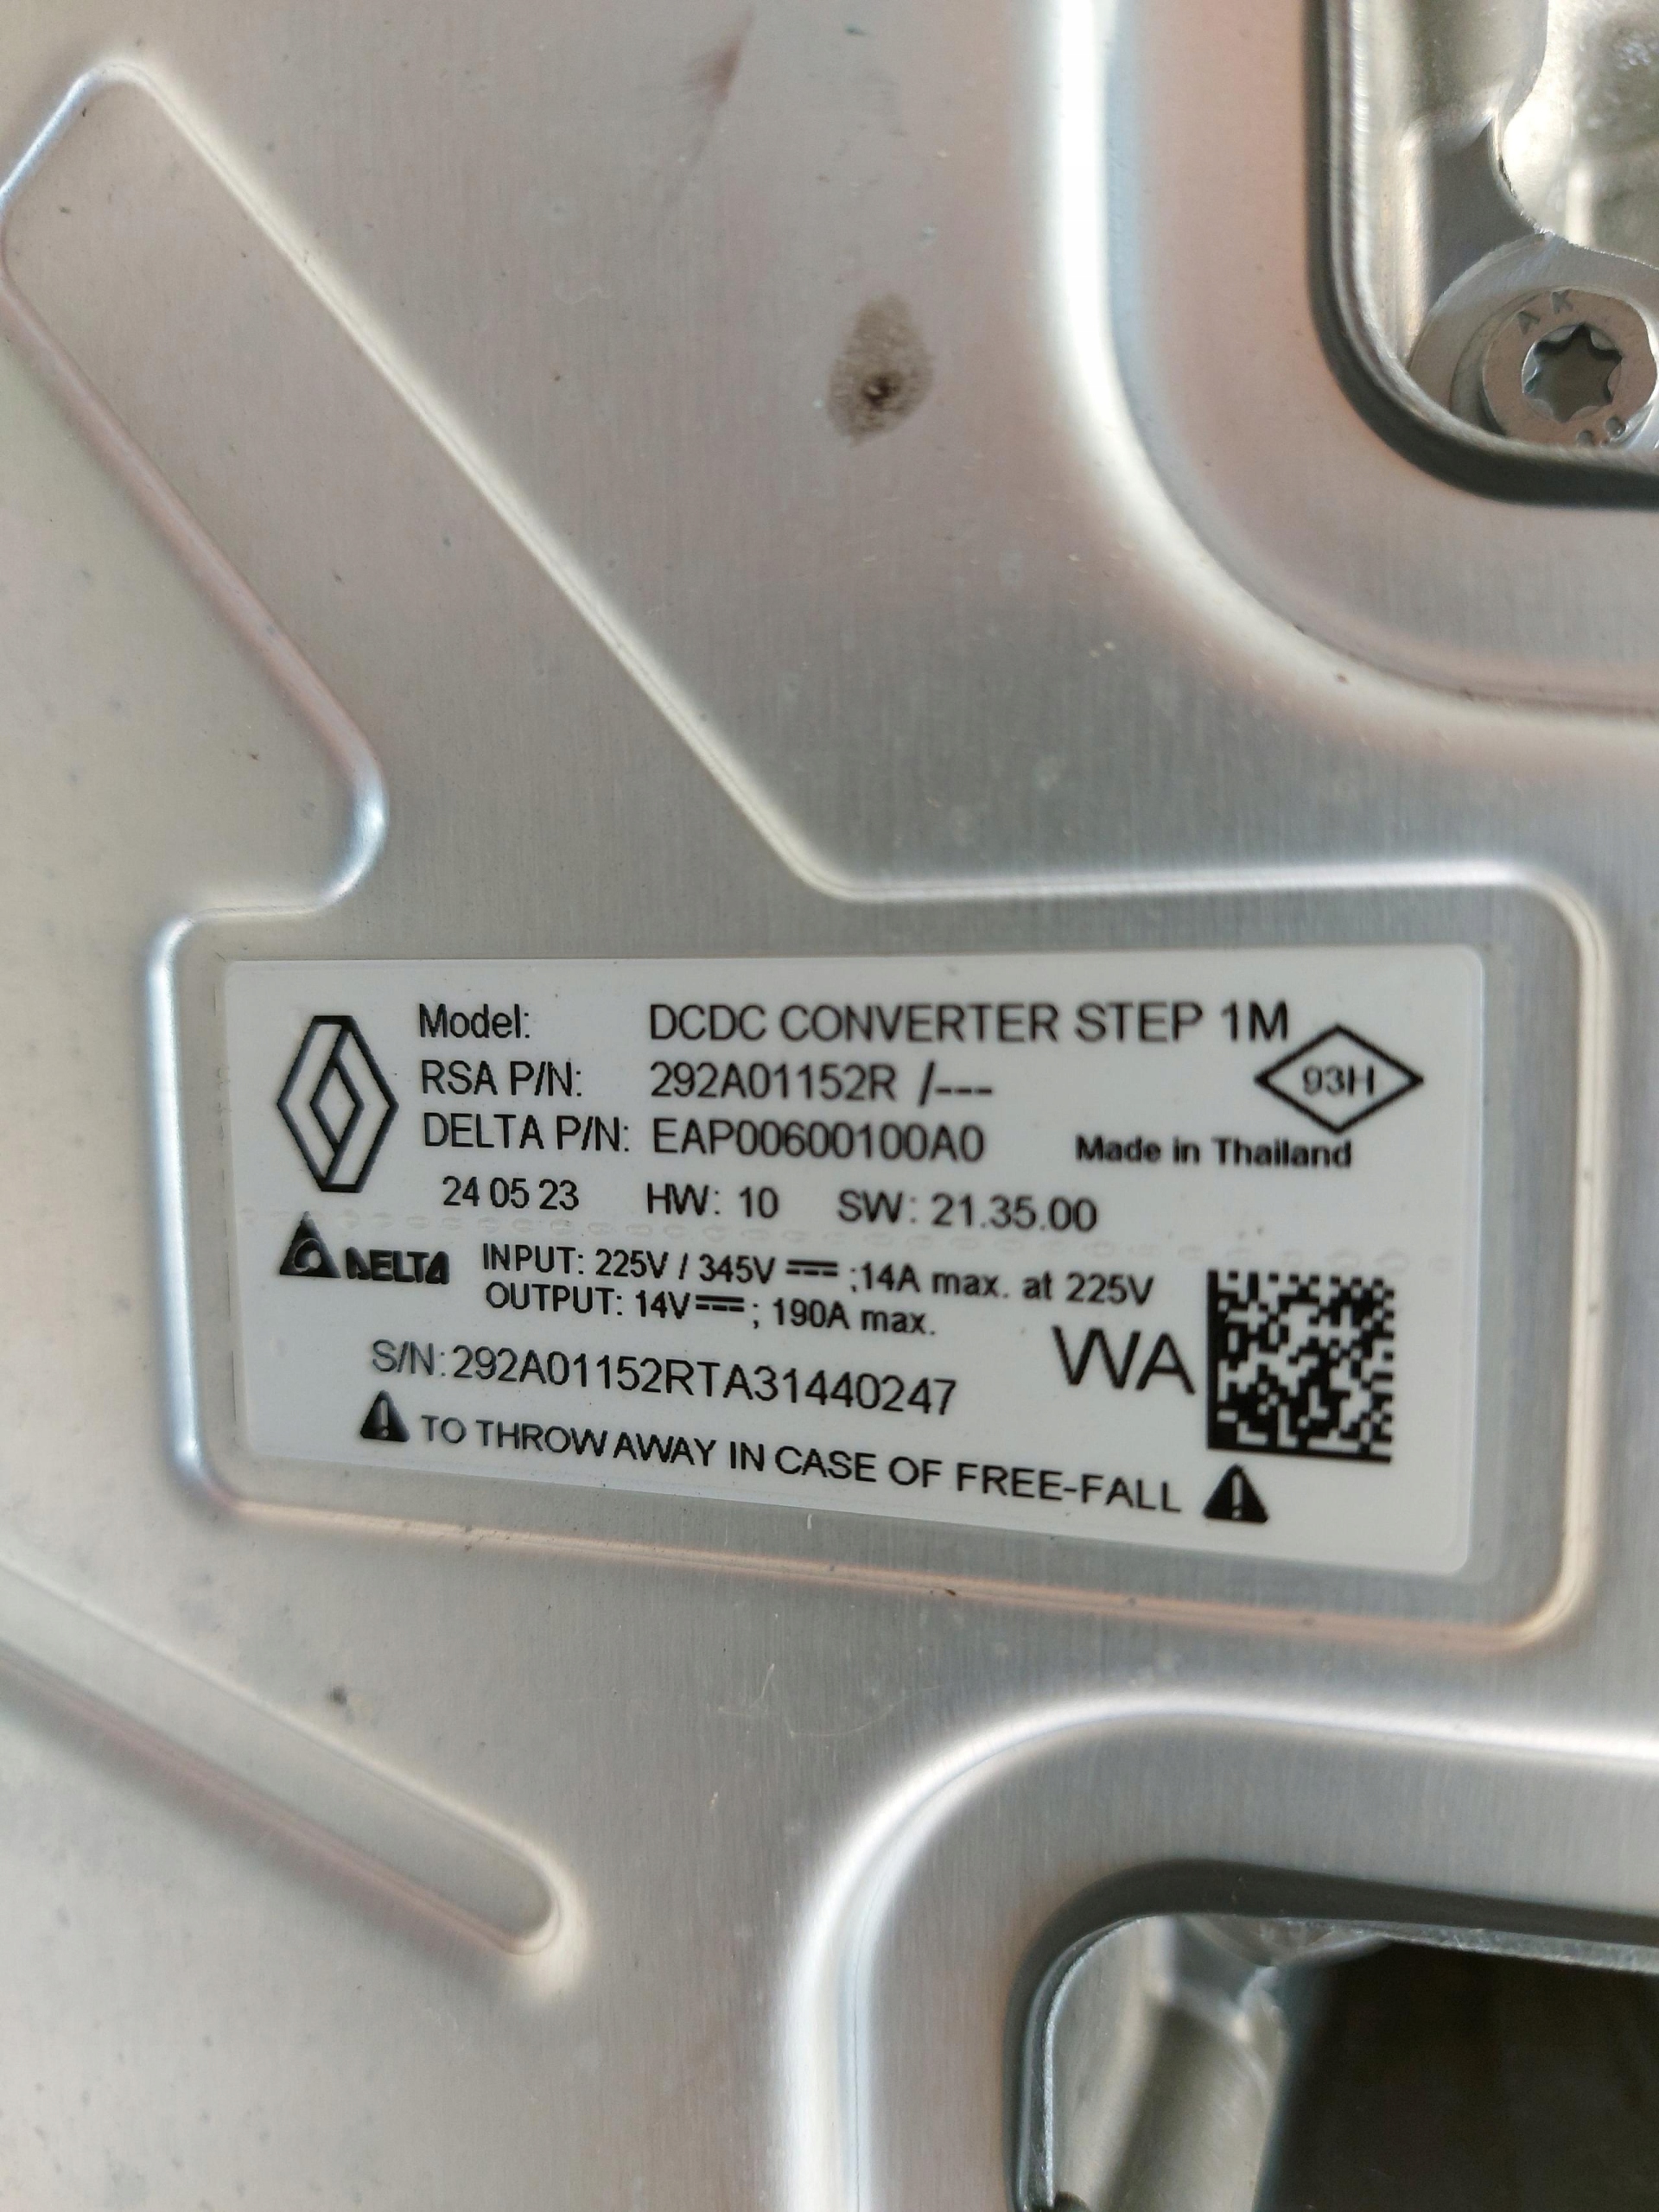 Model: DCDC CONVERTER STEP 1M
RSA P/N: 292A01152R /---
93H
DELTA P/N: EAP00600100A0
Made in Thailand
24 05 23 HW: 10 SW: 21.35.00
DELTA
INPUT: 225V / 345V ⎓ ;14A max. at 225V
OUTPUT: 14V⎓ ; 190A max.
WA
S/N:292A01152RTA31440247
TO THROW AWAY IN CASE OF FREE-FALL